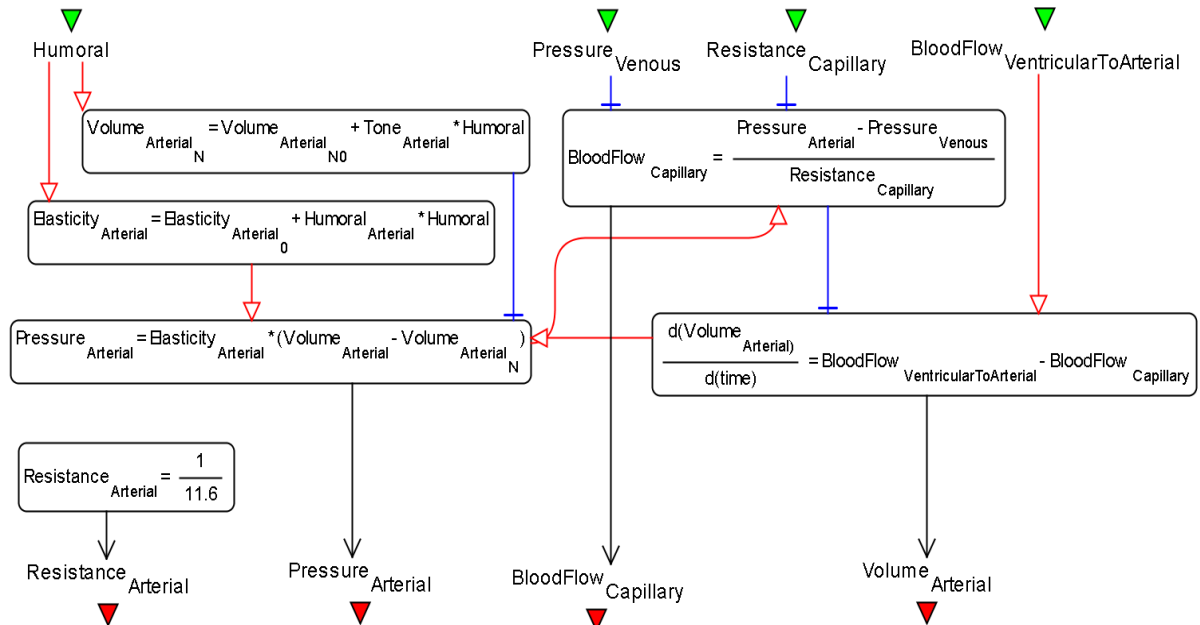 Humoral
Pressure Venous
Resistance Capillary
BloodFlow VentricularToArterial
Volume Arterial N = Volume Arterial N0 + Tone Arterial * Humoral
BloodFlow Capillary = Pressure Arterial - Pressure Venous
Resistance Capillary
Elasticity Arterial = Elasticity Arterial 0 + Humoral Arterial * Humoral
Pressure Arterial = Elasticity Arterial * (Volume Arterial - Volume Arterial N )
d(Volume Arterial)
d(time)
= BloodFlow VentricularToArterial - BloodFlow Capillary
Resistance Arterial = 1
11.6
Resistance Arterial
Pressure Arterial
BloodFlow Capillary
Volume Arterial